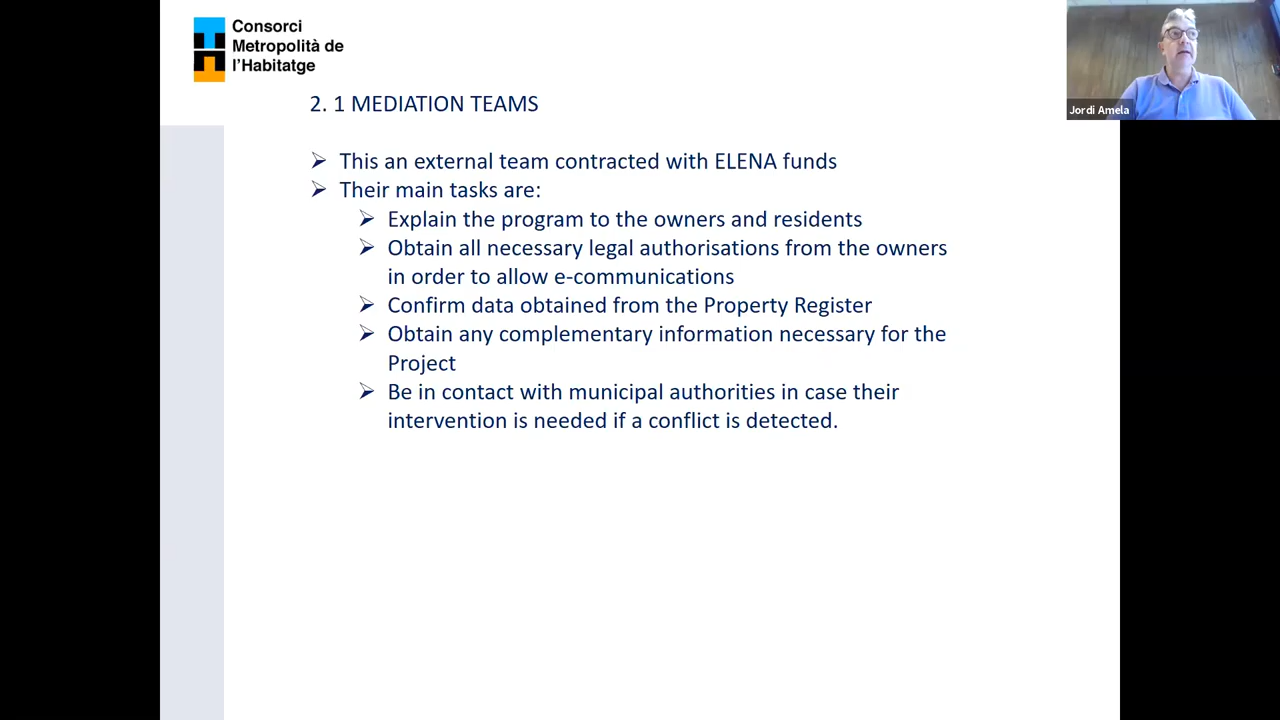 Consorci
Metropolità de
l'Habitatge
Jordi Amela
2. 1 MEDIATION TEAMS
This an external team contracted with ELENA funds
Their main tasks are:
Explain the program to the owners and residents
Obtain all necessary legal authorisations from the owners
in order to allow e-communications
Confirm data obtained from the Property Register
Obtain any complementary information necessary for the
Project
Be in contact with municipal authorities in case their
intervention is needed if a conflict is detected.